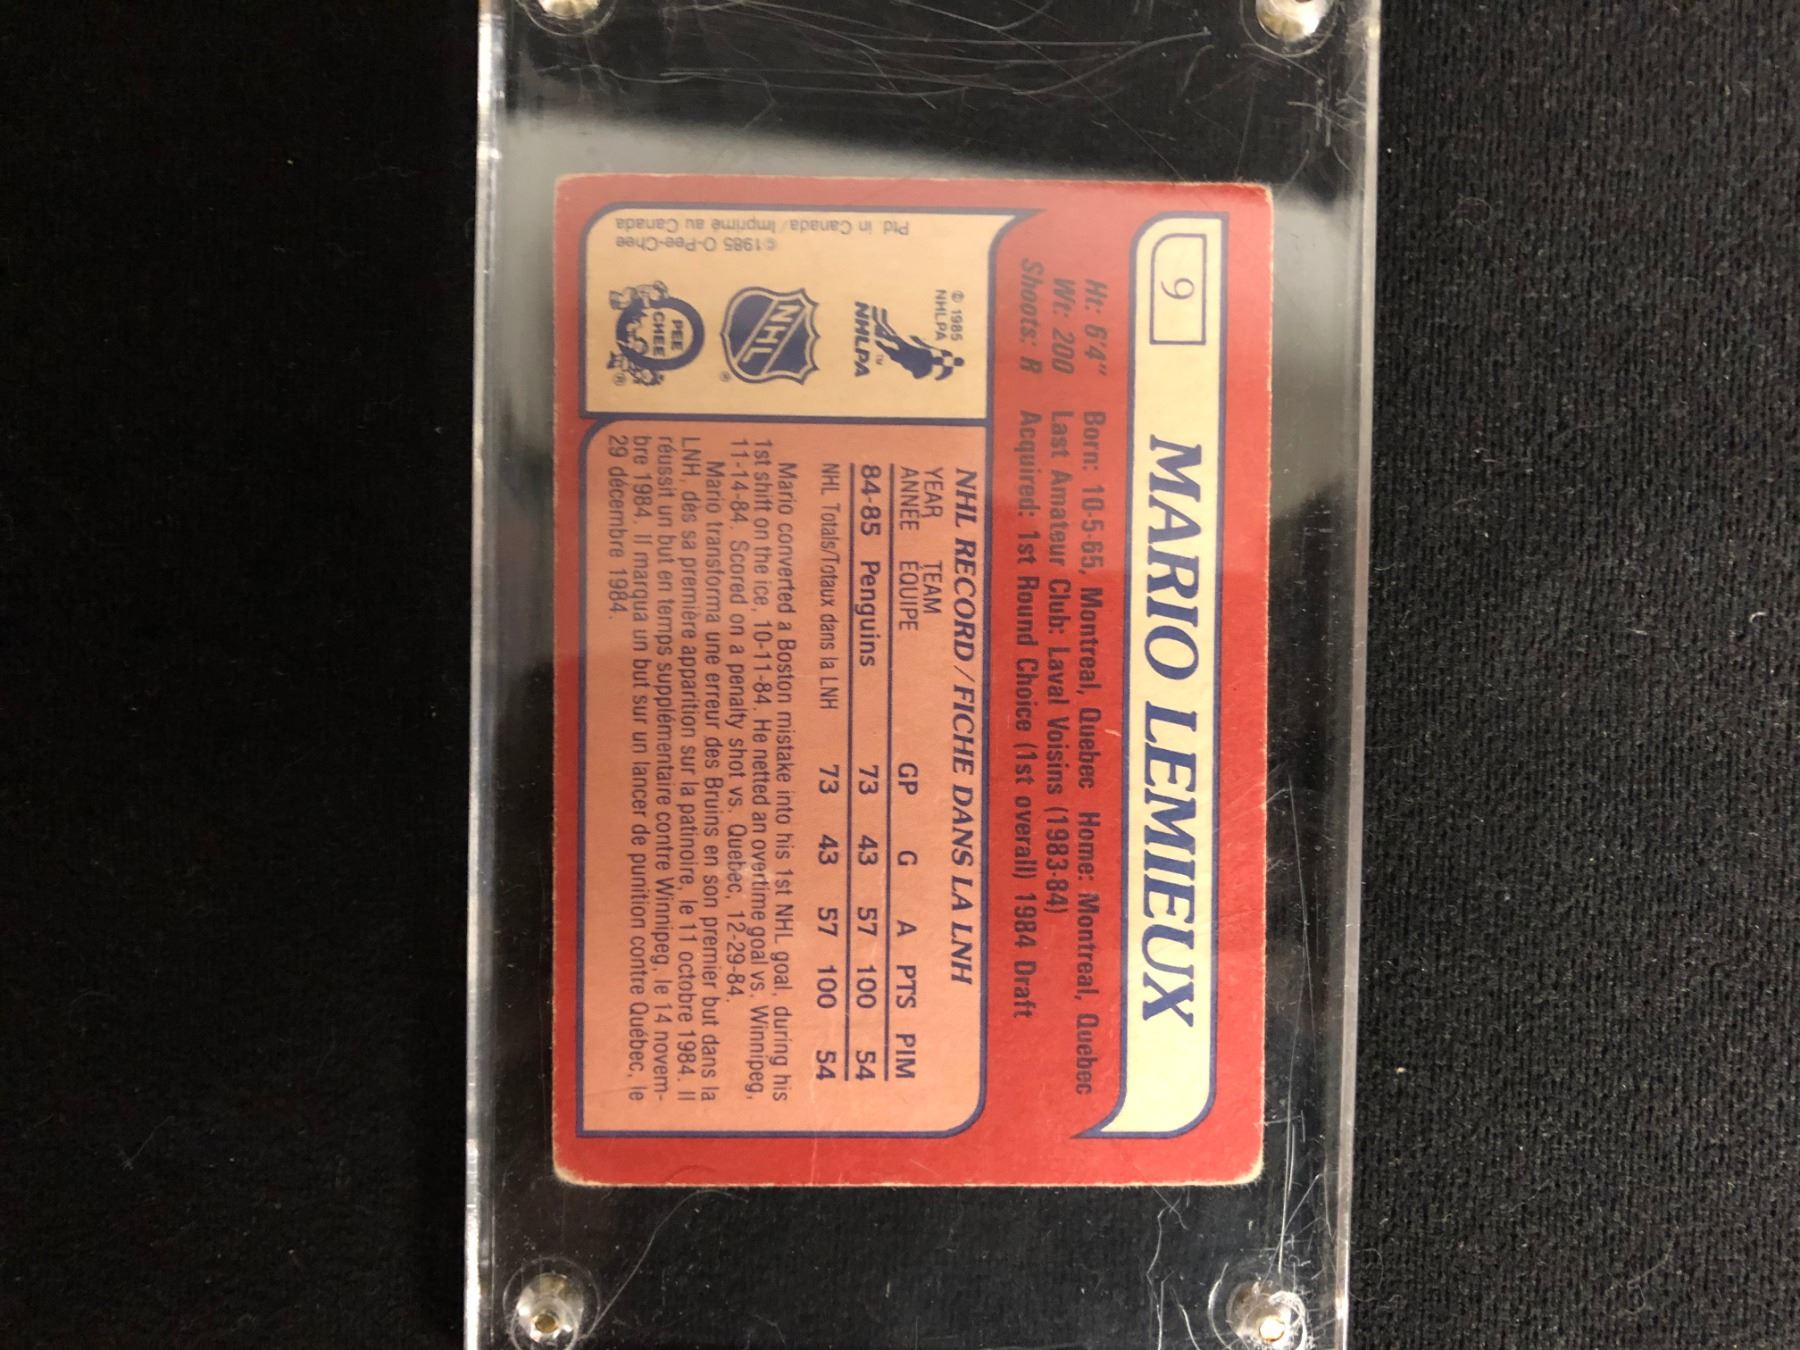 9
MARIO LEMIEUX
Ht: 6'4" Born: 10-5-65, Montreal, Quebec Home: Montreal, Quebec
Wt: 200 Last Amateur Club: Laval Voisins (1983-84)
Shoots: R Acquired: 1st Round Choice (1st overall) 1984 Draft
© 1985
NHLPA
NHLPA
TM
NHL
®
PEE
CHEE
®
© 1985 O-Pee-Chee
Ptd. in Canada/Imprimé au Canada
NHL RECORD/FICHE DANS LA LNH
YEAR TEAM
ANNÉE ÉQUIPE GP G A PTS PIM
84-85 Penguins 73 43 57 100 54
NHL Totals/Totaux dans la LNH 73 43 57 100 54
Mario converted a Boston mistake into his 1st NHL goal, during his
1st shift on the ice, 10-11-84. He netted an overtime goal vs. Winnipeg,
11-14-84. Scored on a penalty shot vs. Quebec, 12-29-84.
Mario transforma une erreur des Bruins en son premier but dans la
LNH, dès sa première apparition sur la patinoire, le 11 octobre 1984. Il
réussit un but en temps supplémentaire contre Winnipeg, le 14 novem-
bre 1984. Il marqua un but sur un lancer de punition contre Québec, le
29 décembre 1984.